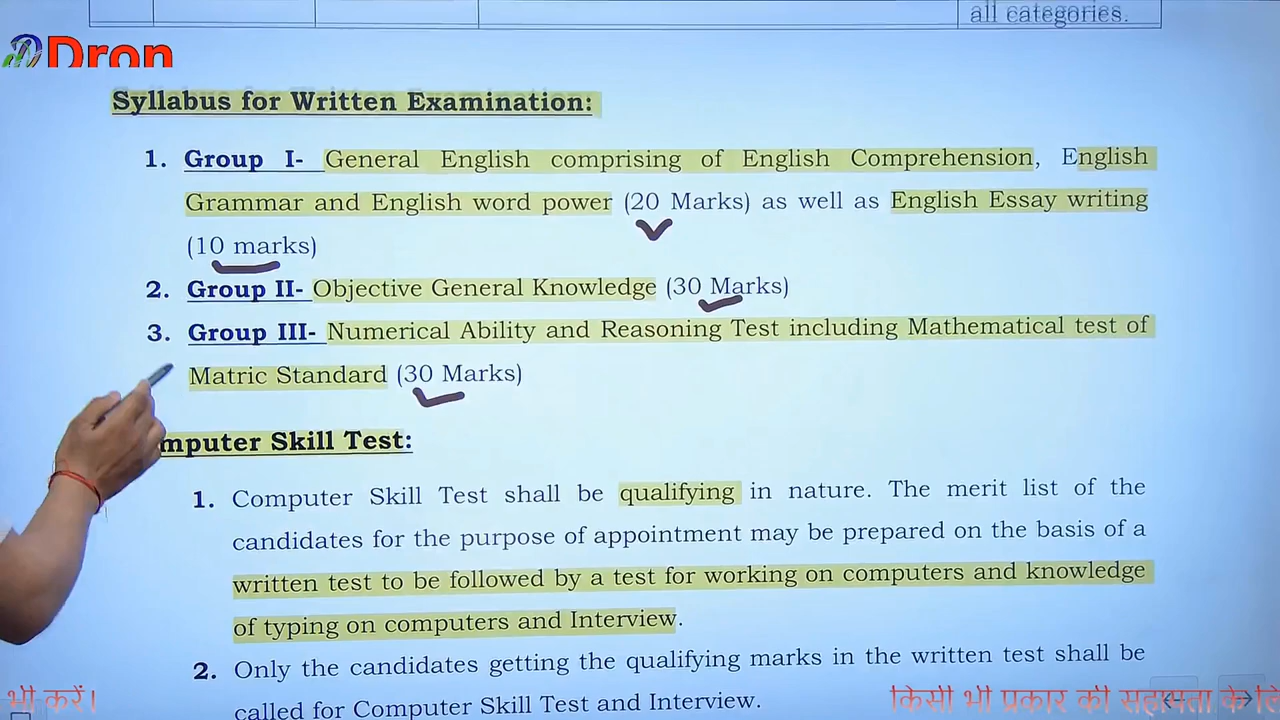 all categories.
Dron
Syllabus for Written Examination:
1. Group I- General English comprising of English Comprehension, English
Grammar and English word power (20 Marks) as well as English Essay writing
(10 marks)
2. Group II- Objective General Knowledge (30 Marks)
3. Group III- Numerical Ability and Reasoning Test including Mathematical test of
Matric Standard (30 Marks)
mputer Skill Test:
1. Computer Skill Test shall be qualifying in nature. The merit list of the
candidates for the purpose of appointment may be prepared on the basis of a
written test to be followed by a test for working on computers and knowledge
of typing on computers and Interview.
2. Only the candidates getting the qualifying marks in the written test shall be
called for Computer Skill Test and Interview.
भी करें। किसी भी प्रकार की सहायता के